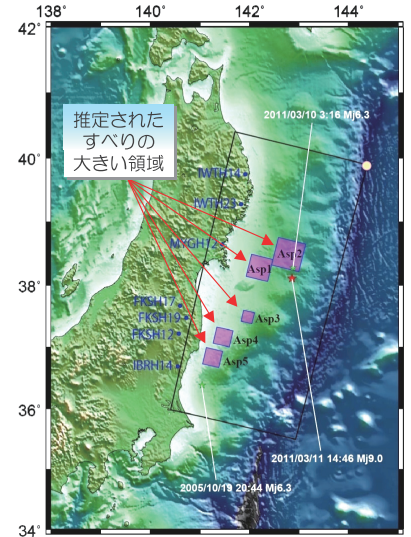 138°
140°
142°
144°
42°
40°
38°
36°
34°
2011/03/10 3:16 Mj6.3
推定された
すべりの
大きい領域
IWTH14
IWTH21
MYGH12
Asp2
Asp1
FKSH17
FKSH19
FKSH12
Asp3
Asp4
Asp5
IBRH14
2011/03/11 14:46 Mj9.0
2005/10/19 20:44 Mj6.3